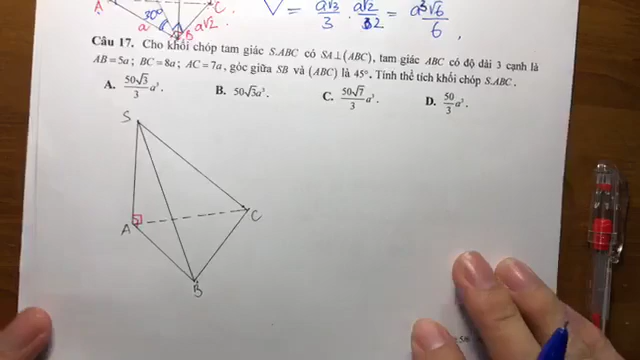 A 30° C
a B a√2
V = a√3/3 · a√2/2 = a³√6/6 .
Câu 17. Cho khối chóp tam giác S.ABC có SA ⊥ (ABC), tam giác ABC có độ dài 3 cạnh là
AB = 5a ; BC = 8a ; AC = 7a , góc giữa SB và (ABC) là 45° . Tính thể tích khối chóp S.ABC .
A. 50√3/3 a³ . B. 50√3a³ . C. 50√7/3 a³ . D. 50/3 a³ .
S
A C
B